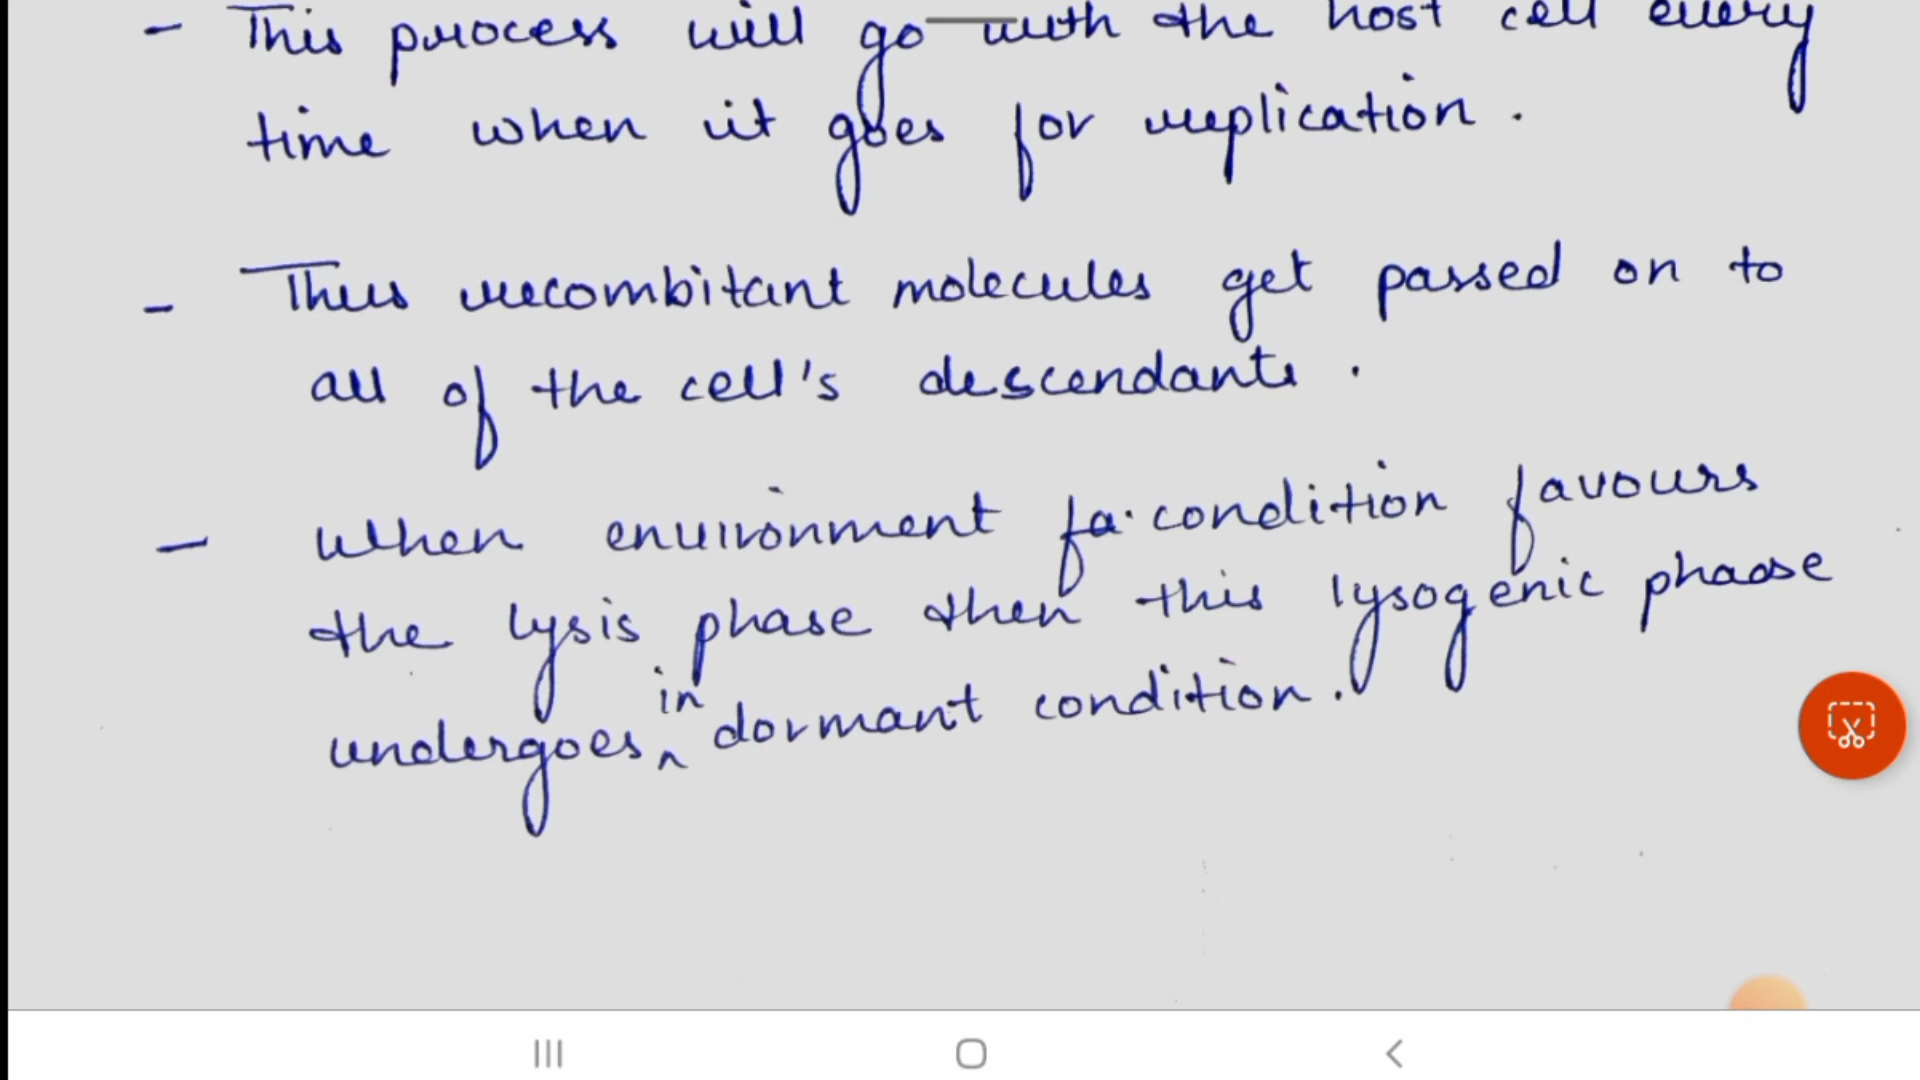 - This process will go with the host cell every
time when it goes for replication.
- Thus recombitant molecules get passed on to
all of the cell's descendants.
- When environment fa condition favours
the lysis phase then this lysogenic phase
undergoes in dormant condition.